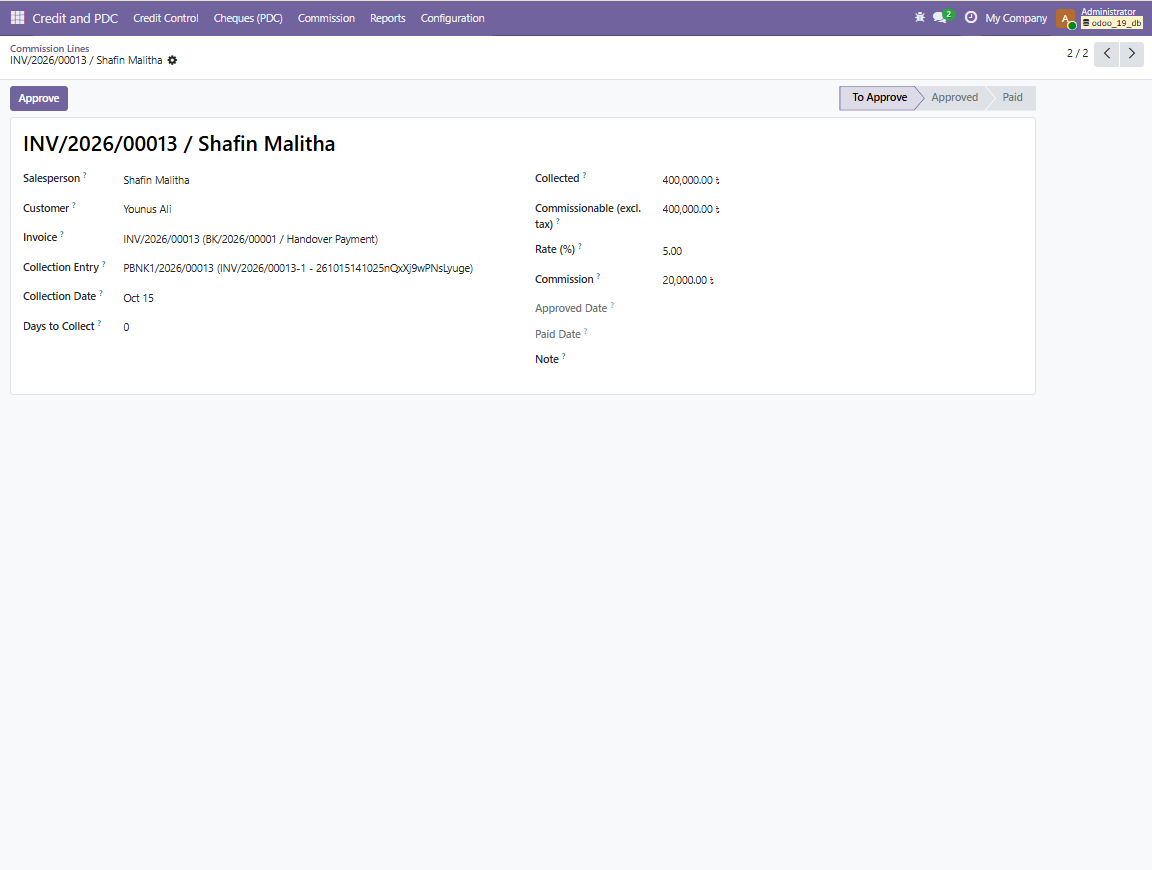 Credit and PDC Credit Control Cheques (PDC) Commission Reports Configuration 2 My Company A Administrator odoo_19_db
Commission Lines
INV/2026/00013 / Shafin Malitha 2 / 2
Approve To Approve Approved Paid
INV/2026/00013 / Shafin Malitha
Salesperson ? Shafin Malitha
Customer ? Younus Ali
Invoice ? INV/2026/00013 (BK/2026/00001 / Handover Payment)
Collection Entry ? PBNK1/2026/00013 (INV/2026/00013-1 - 261015141025nQxXj9wPNsLyuge)
Collection Date ? Oct 15
Days to Collect ? 0
Collected ? 400,000.00 ৳
Commissionable (excl. 400,000.00 ৳
tax) ?
Rate (%) ? 5.00
Commission ? 20,000.00 ৳
Approved Date ?
Paid Date ?
Note ?